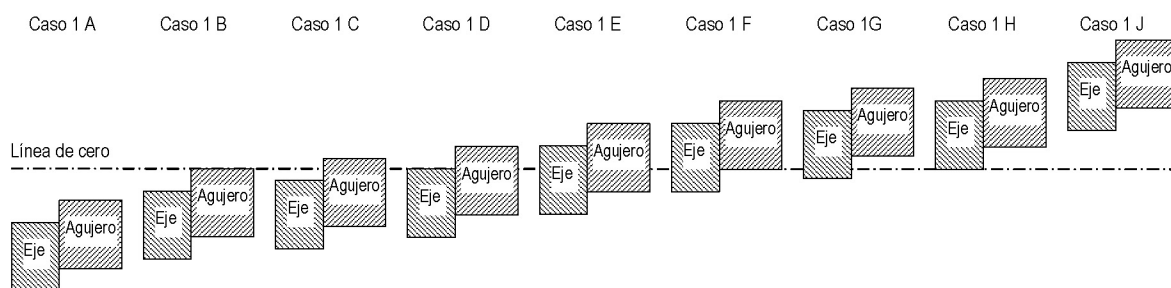 Caso 1 A
Caso 1 B
Caso 1 C
Caso 1 D
Caso 1 E
Caso 1 F
Caso 1G
Caso 1 H
Caso 1 J
Línea de cero
Eje
Agujero
Eje
Agujero
Eje
Agujero
Eje
Agujero
Eje
Agujero
Eje
Agujero
Eje
Agujero
Eje
Agujero
Eje
Agujero